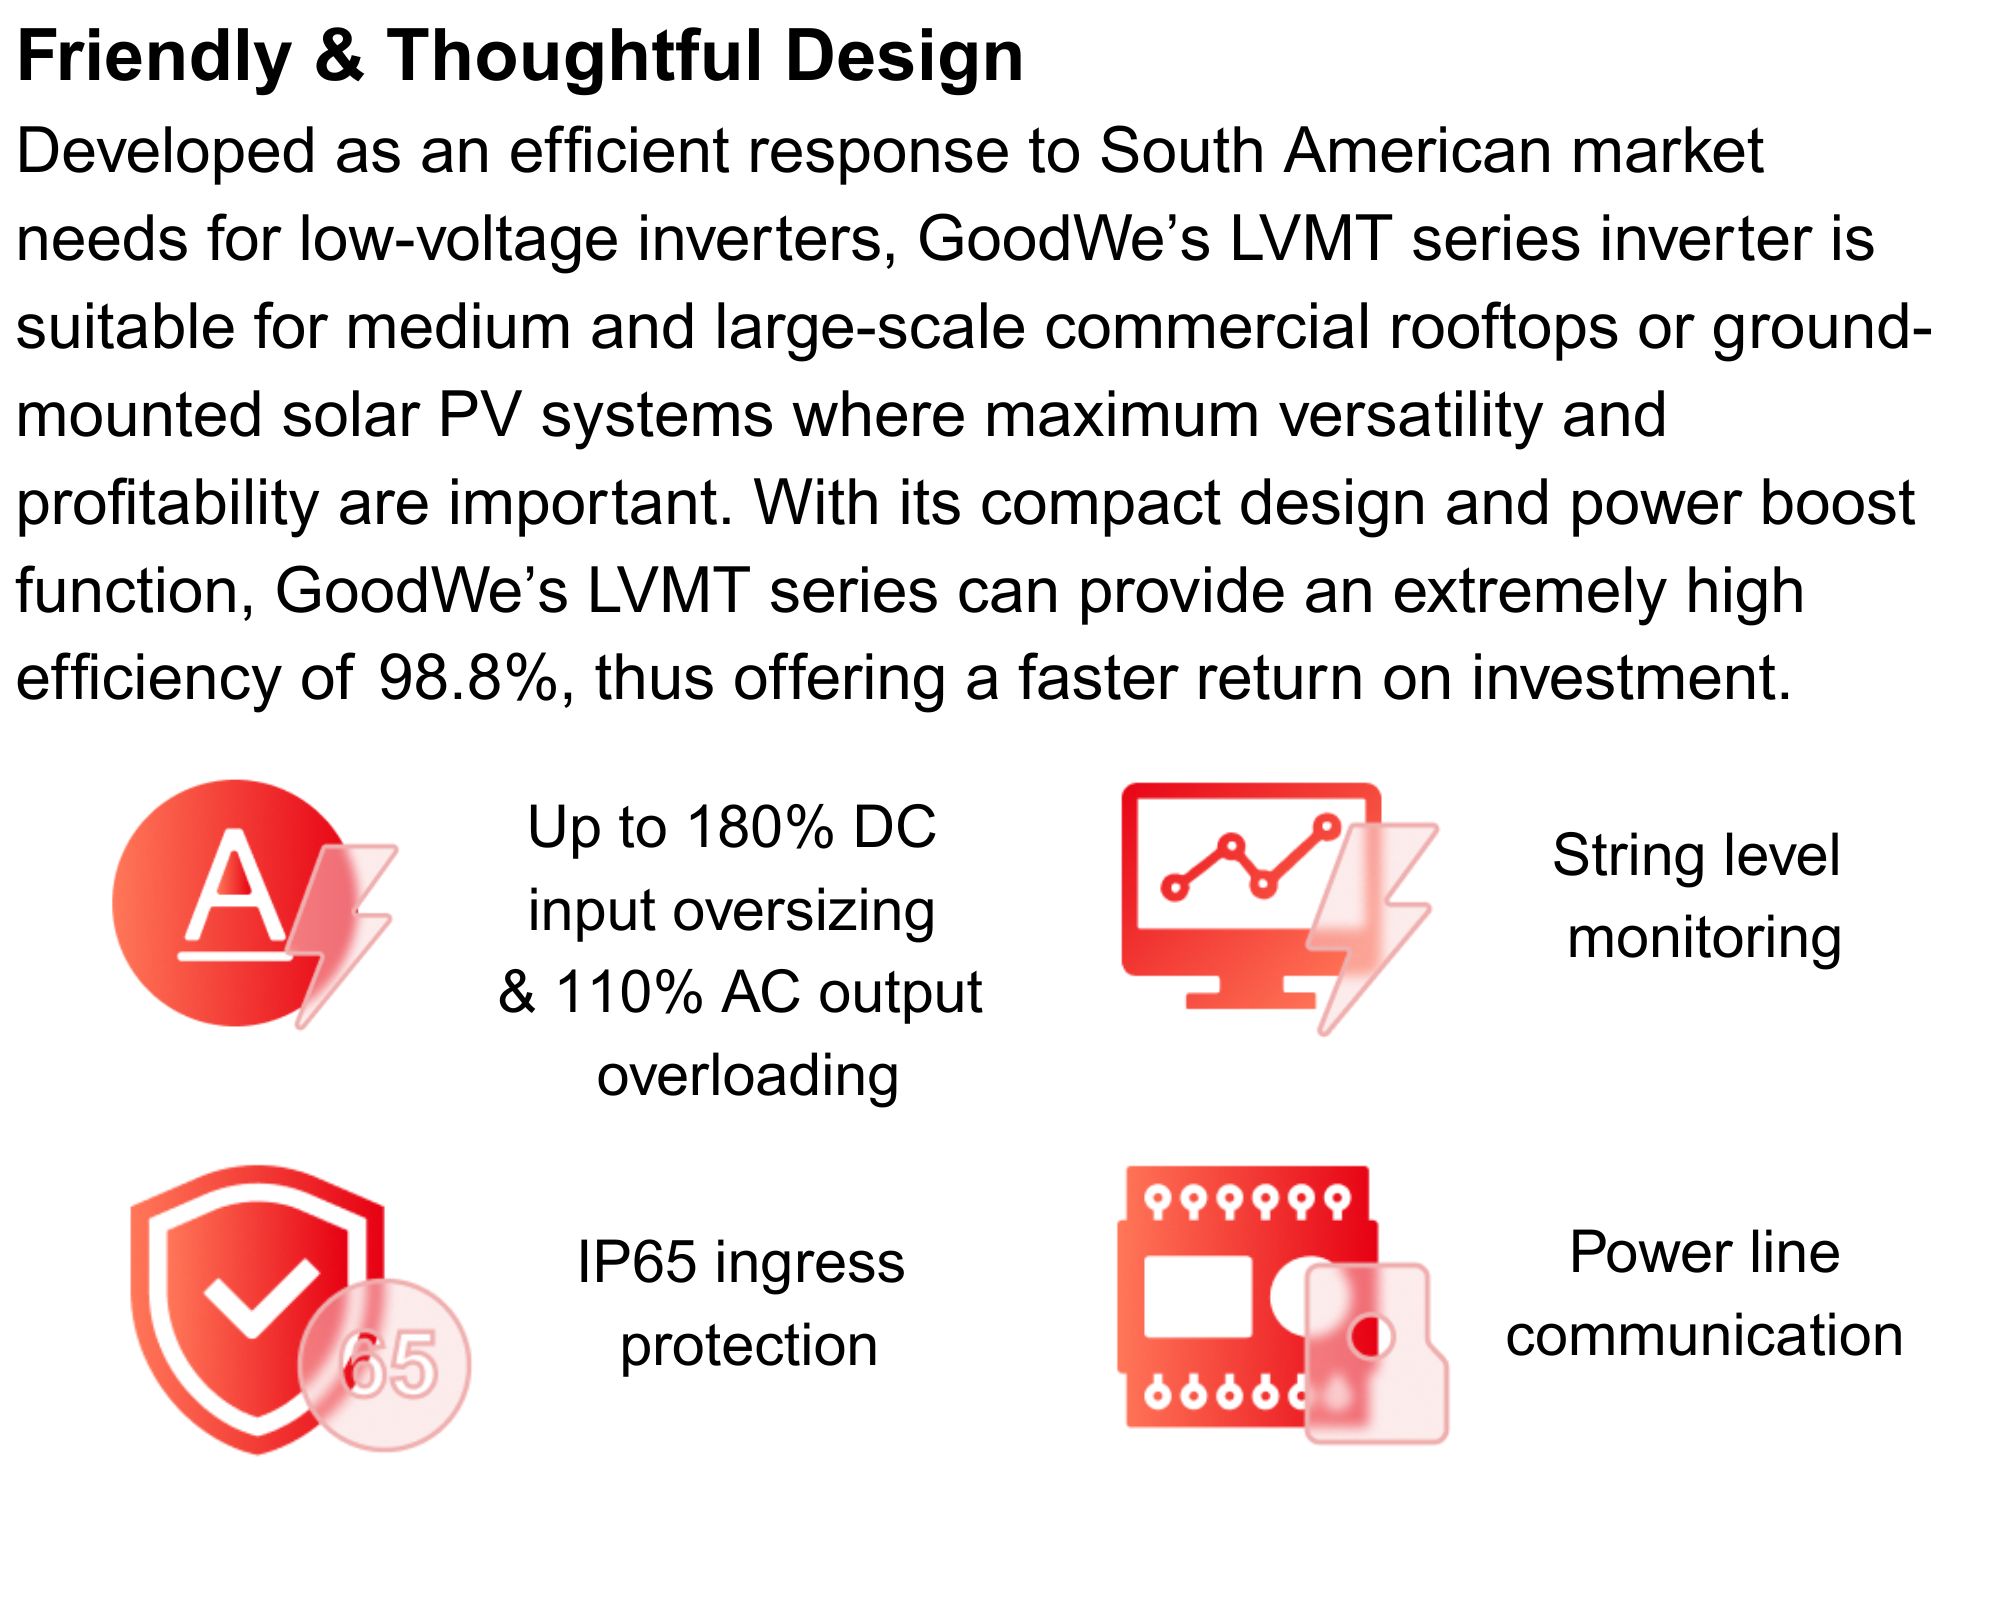 Friendly & Thoughtful Design
Developed as an efficient response to South American market
needs for low-voltage inverters, GoodWe’s LVMT series inverter is
suitable for medium and large-scale commercial rooftops or ground-
mounted solar PV systems where maximum versatility and
profitability are important. With its compact design and power boost
function, GoodWe’s LVMT series can provide an extremely high
efficiency of 98.8%, thus offering a faster return on investment.
A
Up to 180% DC
input oversizing
& 110% AC output
overloading
String level
monitoring
65
IP65 ingress
protection
Power line
communication